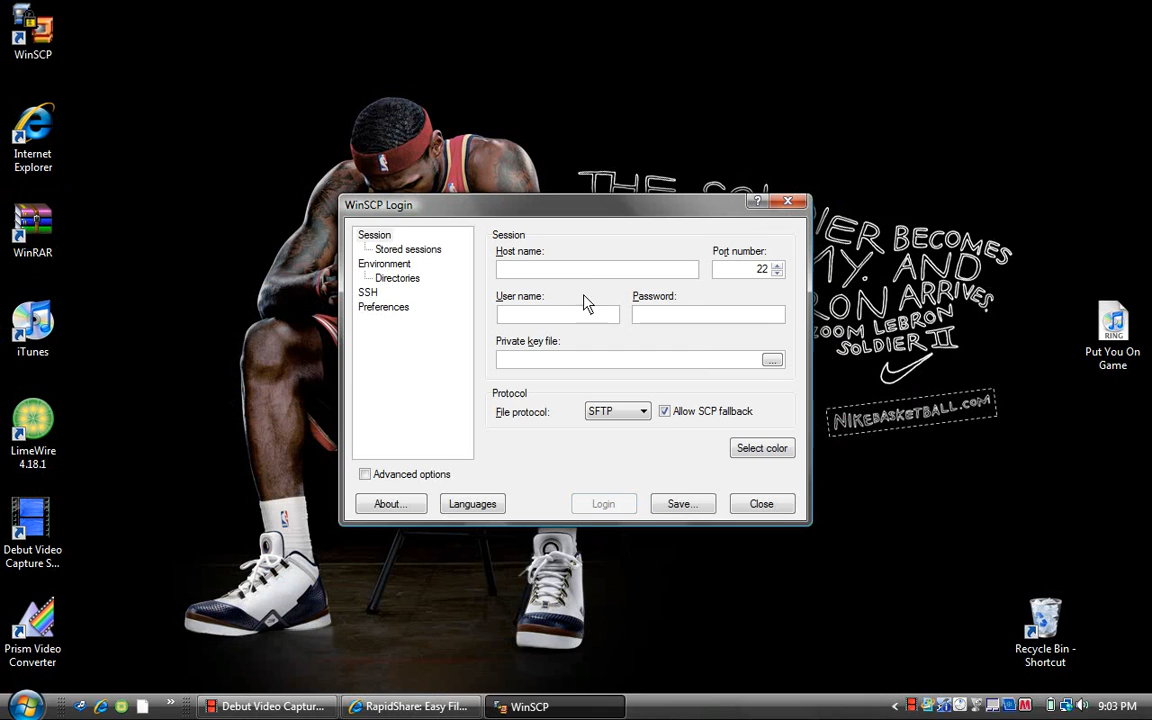 WinSCP
Internet
Explorer
WinRAR
iTunes
LimeWire
4.18.1
Debut Video
Capture S...
Prism Video
Converter
WinSCP Login
?
Session
Stored sessions
Environment
Directories
SSH
Preferences
Advanced options
About...
Languages
Session
Host name:
Port number:
22
User name:
Password:
Private key file:
...
Protocol
File protocol:
SFTP
Allow SCP fallback
Select color
Login
Save...
Close
THE
BECOMES
AND
ARRIVES,
ZOOM LEBRON
SOLDIER II
NIKEBASKETBALL.COM
RING
Put You On
Game
Recycle Bin -
Shortcut
Debut Video Captur...
RapidShare: Easy Fil...
WinSCP
9:03 PM